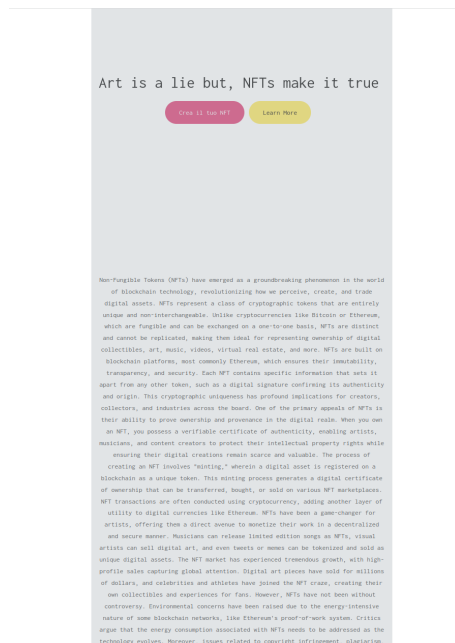 Art is a lie but, NFTs make it true
Crea il tuo NFT
Learn More
Non-Fungible Tokens (NFTs) have emerged as a groundbreaking phenomenon in the world
of blockchain technology, revolutionizing how we perceive, create, and trade
digital assets. NFTs represent a class of cryptographic tokens that are entirely
unique and non-interchangeable. Unlike cryptocurrencies like Bitcoin or Ethereum,
which are fungible and can be exchanged on a one-to-one basis, NFTs are distinct
and cannot be replicated, making them ideal for representing ownership of digital
collectibles, art, music, videos, virtual real estate, and more. NFTs are built on
blockchain platforms, most commonly Ethereum, which ensures their immutability,
transparency, and security. Each NFT contains specific information that sets it
apart from any other token, such as a digital signature confirming its authenticity
and origin. This cryptographic uniqueness has profound implications for creators,
collectors, and industries across the board. One of the primary appeals of NFTs is
their ability to prove ownership and provenance in the digital realm. When you own
an NFT, you possess a verifiable certificate of authenticity, enabling artists,
musicians, and content creators to protect their intellectual property rights while
ensuring their digital creations remain scarce and valuable. The process of
creating an NFT involves "minting," wherein a digital asset is registered on a
blockchain as a unique token. This minting process generates a digital certificate
of ownership that can be transferred, bought, or sold on various NFT marketplaces.
NFT transactions are often conducted using cryptocurrency, adding another layer of
utility to digital currencies like Ethereum. NFTs have been a game-changer for
artists, offering them a direct avenue to monetize their work in a decentralized
and secure manner. Musicians can release limited edition songs as NFTs, visual
artists can sell digital art, and even tweets or memes can be tokenized and sold as
unique digital assets. The NFT market has experienced tremendous growth, with high-
profile sales capturing global attention. Digital art pieces have sold for millions
of dollars, and celebrities and athletes have joined the NFT craze, creating their
own collectibles and experiences for fans. However, NFTs have not been without
controversy. Environmental concerns have been raised due to the energy-intensive
nature of some blockchain networks, like Ethereum's proof-of-work system. Critics
argue that the energy consumption associated with NFTs needs to be addressed as the
technology evolves. Moreover, issues related to copyright infringement, plagiarism,